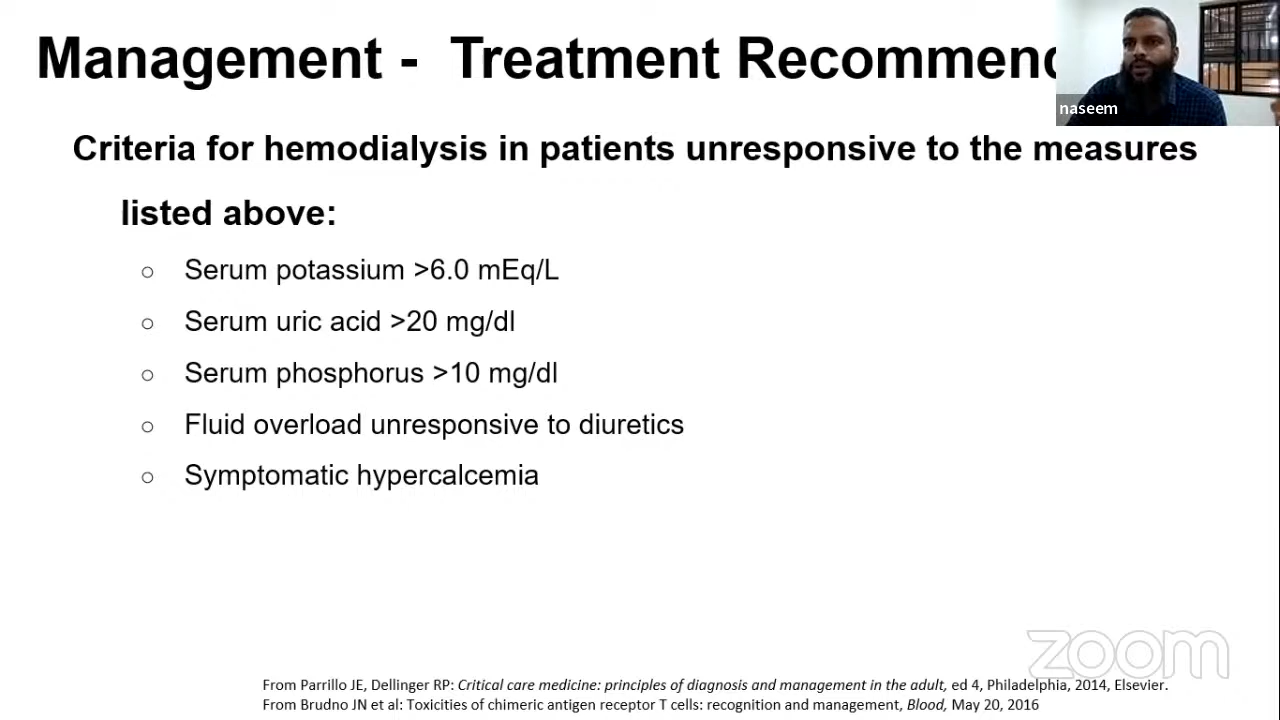 Management - Treatment Recommend
naseem
Criteria for hemodialysis in patients unresponsive to the measures
listed above:
○ Serum potassium >6.0 mEq/L
○ Serum uric acid >20 mg/dl
○ Serum phosphorus >10 mg/dl
○ Fluid overload unresponsive to diuretics
○ Symptomatic hypercalcemia
zoom
From Parrillo JE, Dellinger RP: Critical care medicine: principles of diagnosis and management in the adult, ed 4, Philadelphia, 2014, Elsevier.
From Brudno JN et al: Toxicities of chimeric antigen receptor T cells: recognition and management, Blood, May 20, 2016